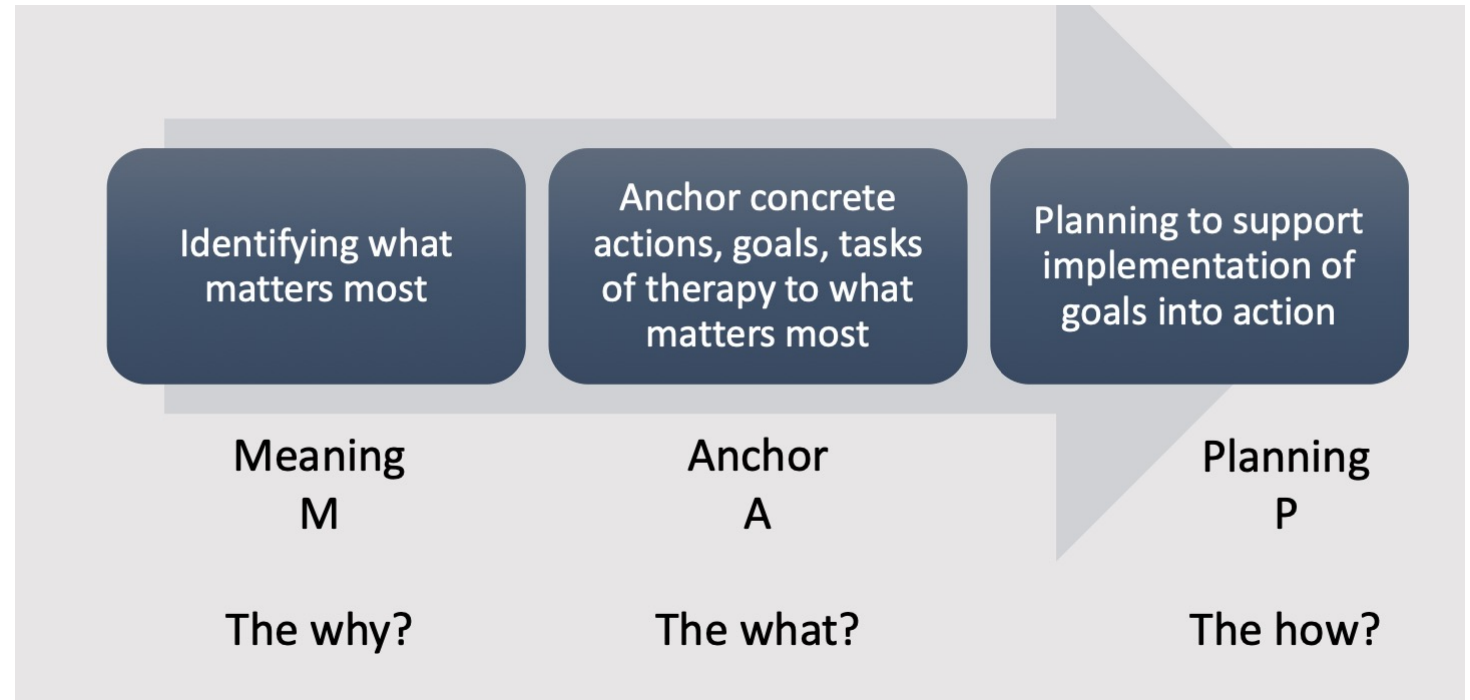 Identifying what
matters most
Anchor concrete
actions, goals, tasks
of therapy to what
matters most
Planning to support
implementation of
goals into action
Meaning
M
Anchor
A
Planning
P
The why?
The what?
The how?